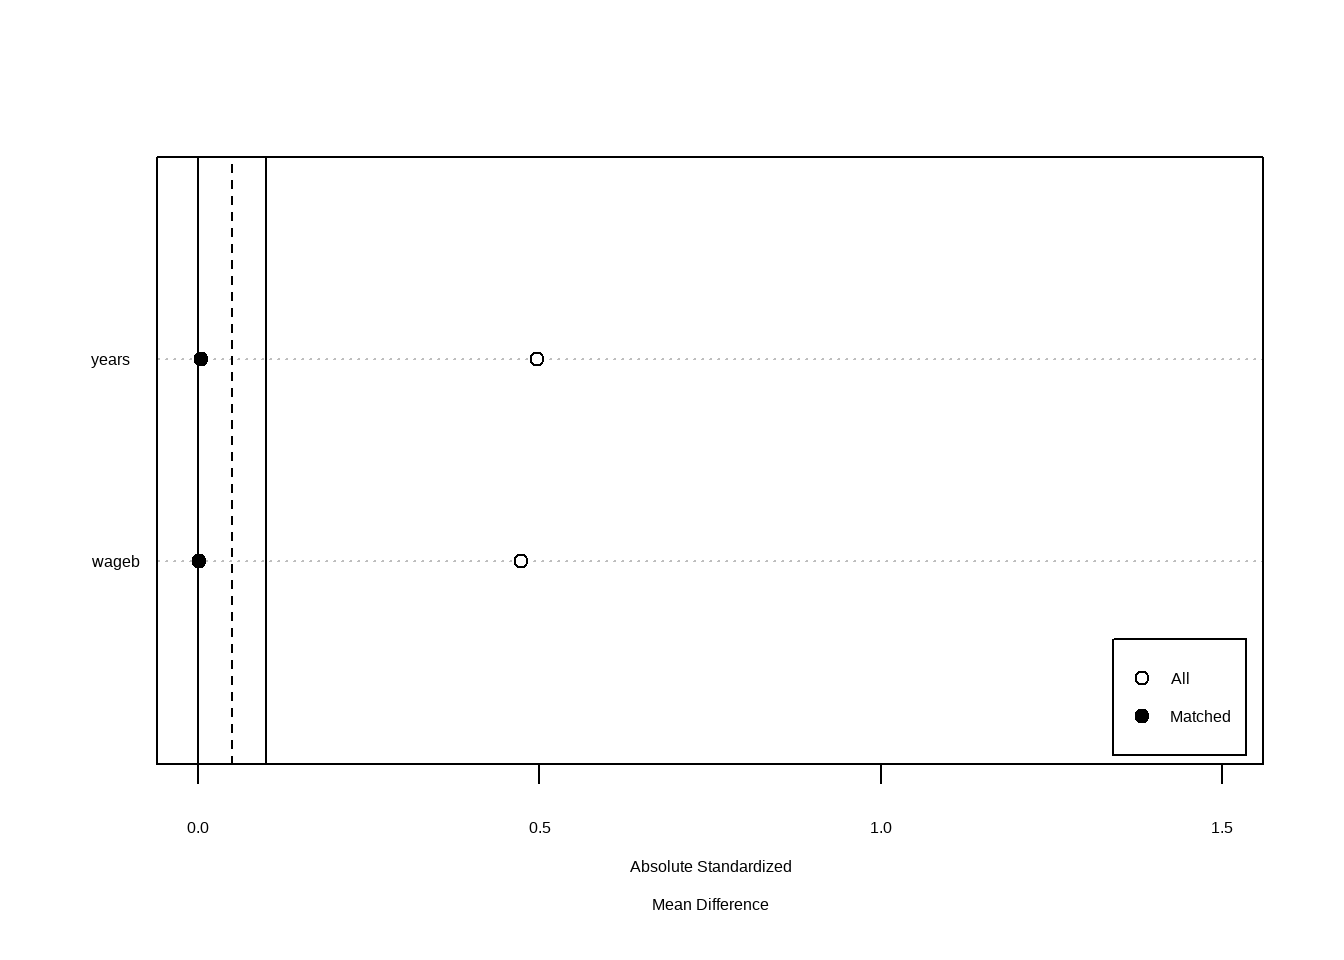 years
wageb
All
Matched
0.0 0.5 1.0 1.5
Absolute Standardized
Mean Difference